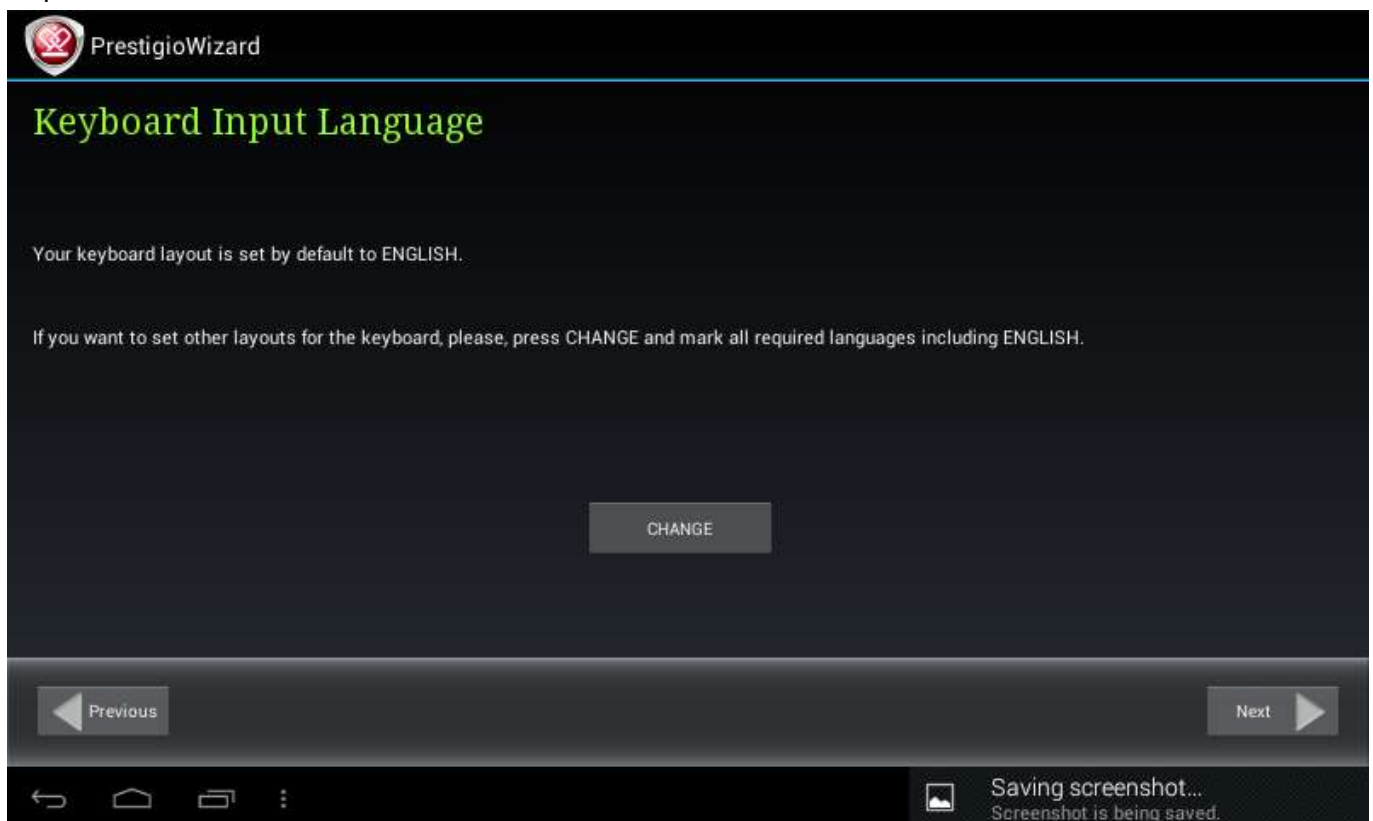 PrestigioWizard
Keyboard Input Language
Your keyboard layout is set by default to ENGLISH.
If you want to set other layouts for the keyboard, please, press CHANGE and mark all required languages including ENGLISH.
CHANGE
Previous
Next
Saving screenshot...
Screenshot is being saved.